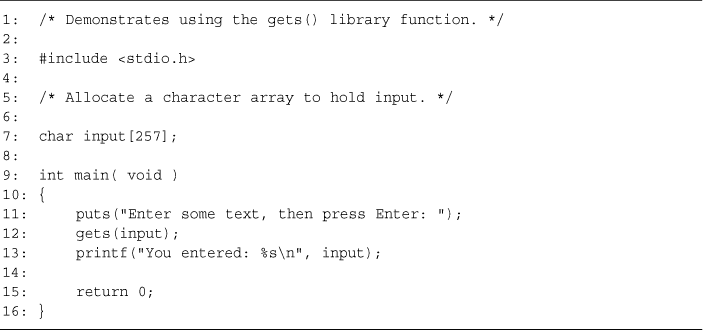 1: /* Demonstrates using the gets() library function. */
2:
3: #include <stdio.h>
4:
5: /* Allocate a character array to hold input. */
6:
7: char input[257];
8:
9: int main( void )
10: {
11:     puts("Enter some text, then press Enter: ");
12:     gets(input);
13:     printf("You entered: %s\n", input);
14:
15:     return 0;
16: }